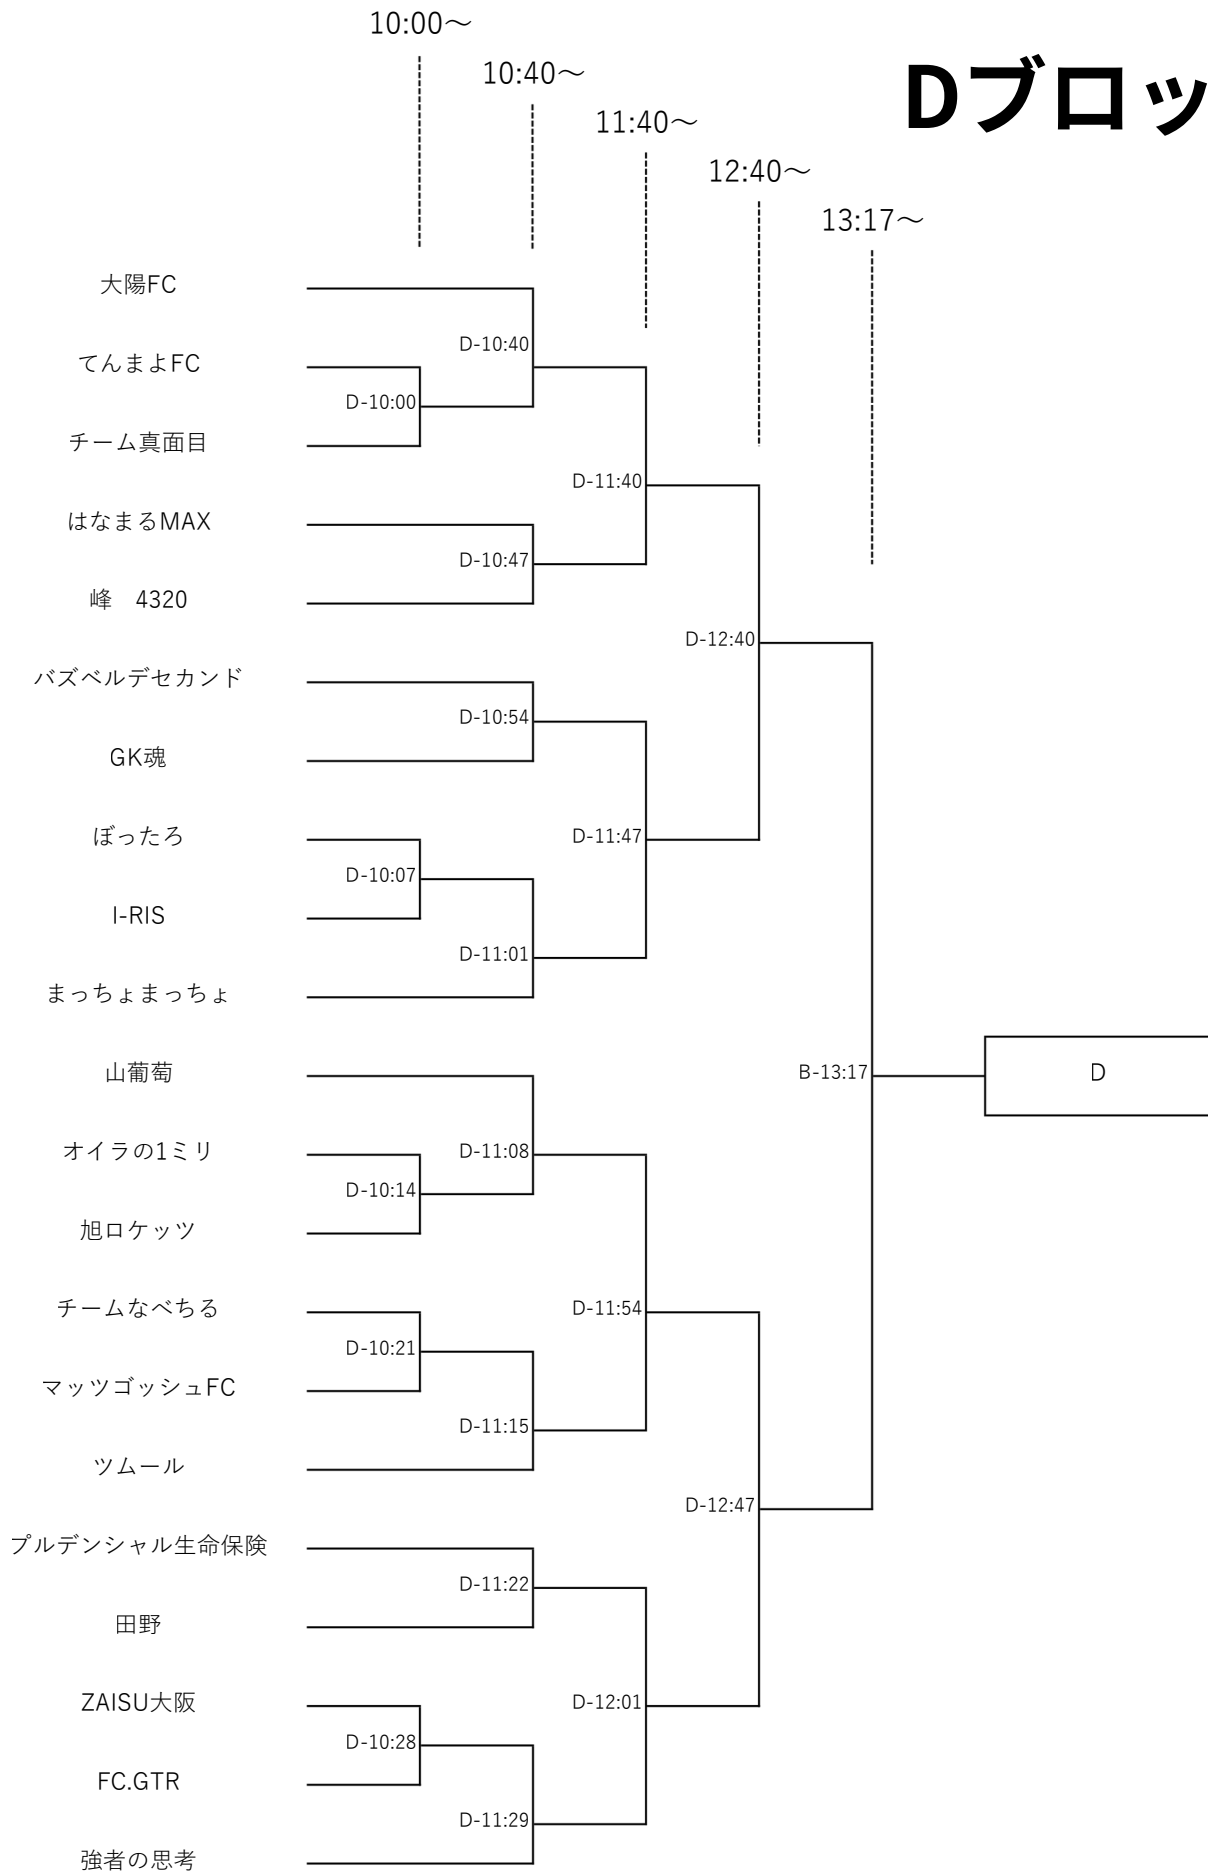 10:00～
10:40～
Dブロッ
11:40～
12:40～
13:17～
大陽FC
D-10:40
てんまよFC
D-10:00
チーム真面目
D-11:40
はなまるMAX
D-10:47
峰　4320
D-12:40
バズベルデセカンド
D-10:54
GK魂
ぼったろ
D-11:47
D-10:07
I-RIS
D-11:01
まっちょまっちょ
山葡萄
B-13:17
D
オイラの1ミリ
D-11:08
D-10:14
旭ロケッツ
チームなべちる
D-11:54
D-10:21
マッツゴッシュFC
D-11:15
ツムール
D-12:47
プルデンシャル生命保険
D-11:22
田野
ZAISU大阪
D-12:01
D-10:28
FC.GTR
D-11:29
強者の思考